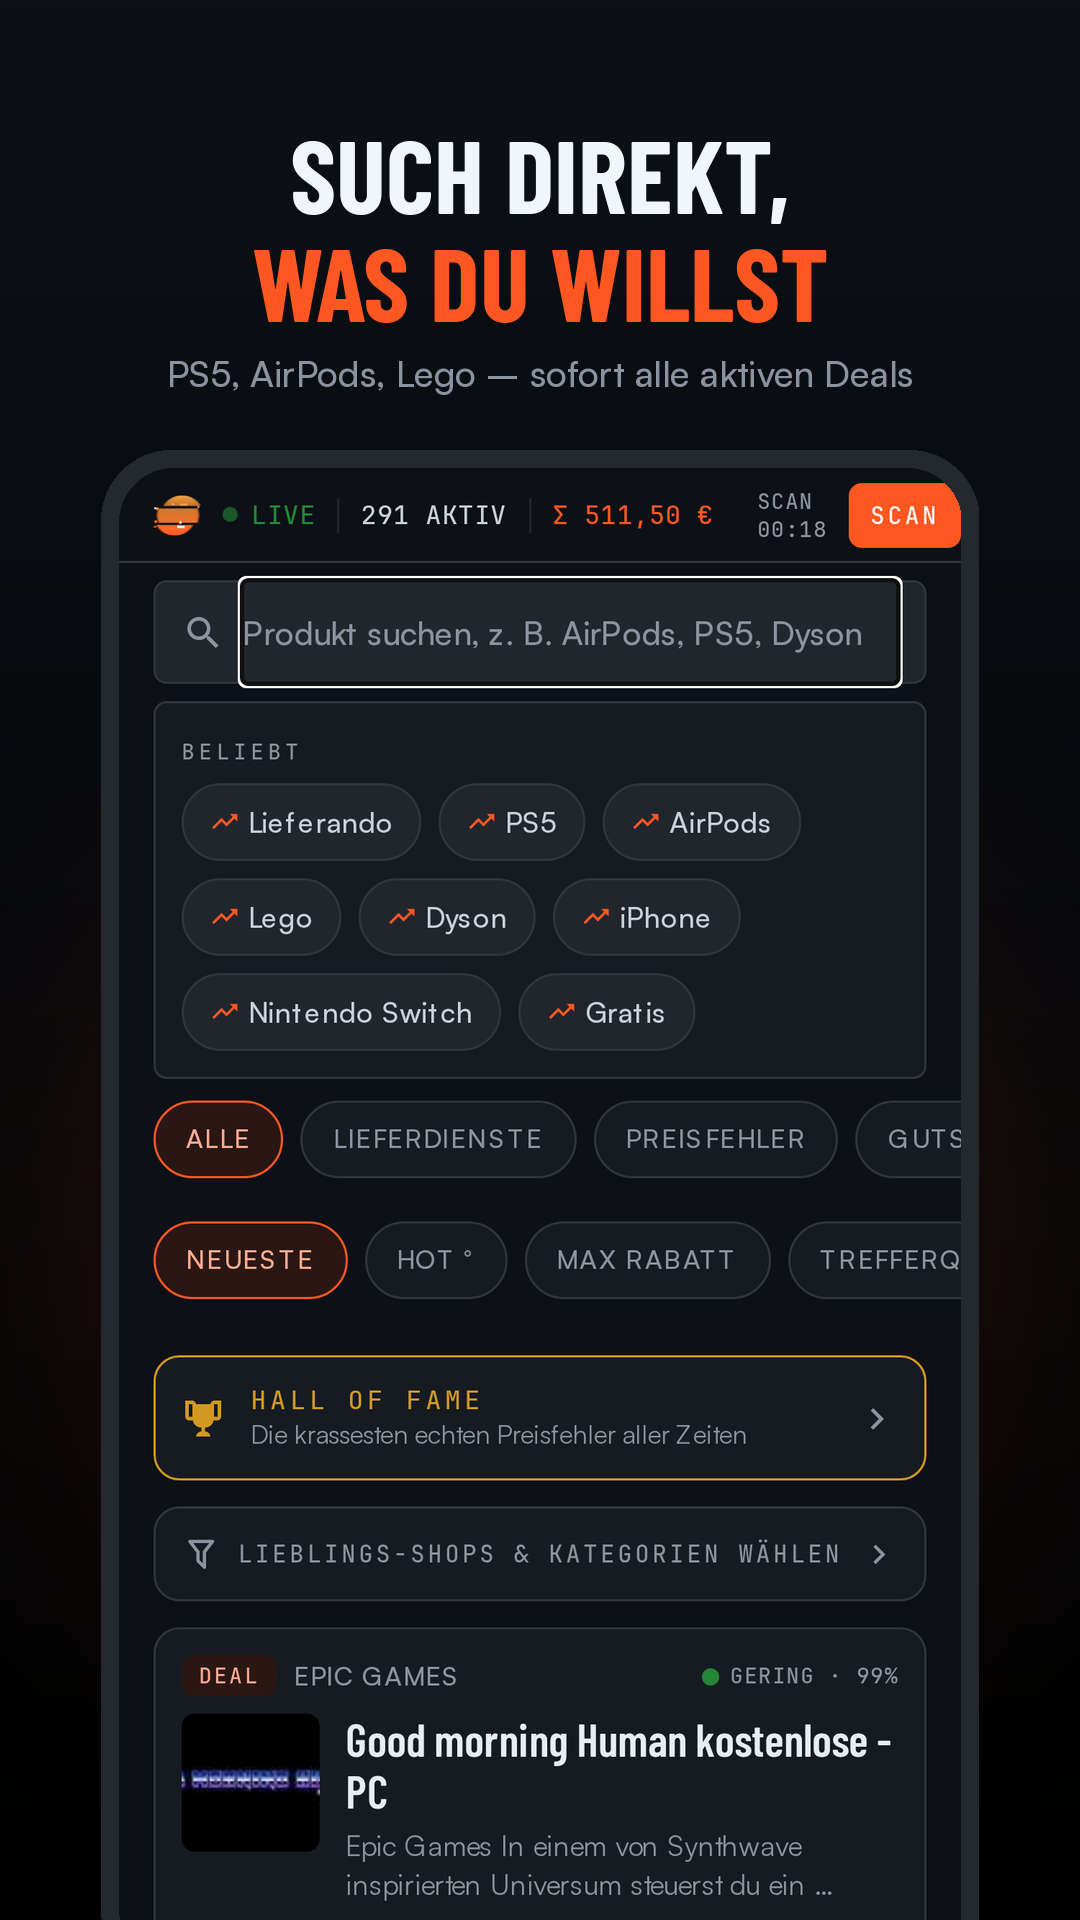 SUCH DIREKT,
WAS DU WILLST
PS5, AirPods, Lego — sofort alle aktiven Deals
LIVE
291 AKTIV
Σ 511,50 €
SCAN
00:18
SCAN
Produkt suchen, z. B. AirPods, PS5, Dyson
BELIEBT
Lieferando
PS5
AirPods
Lego
Dyson
iPhone
Nintendo Switch
Gratis
ALLE
LIEFERDIENSTE
PREISFEHLER
GUTS
NEUESTE
HOT °
MAX RABATT
TREFFERQ
HALL OF FAME
Die krassesten echten Preisfehler aller Zeiten
LIEBLINGS-SHOPS & KATEGORIEN WÄHLEN
DEAL
EPIC GAMES
GERING · 99%
Good morning Human kostenlose -
PC
Epic Games In einem von Synthwave
inspirierten Universum steuerst du ein ...